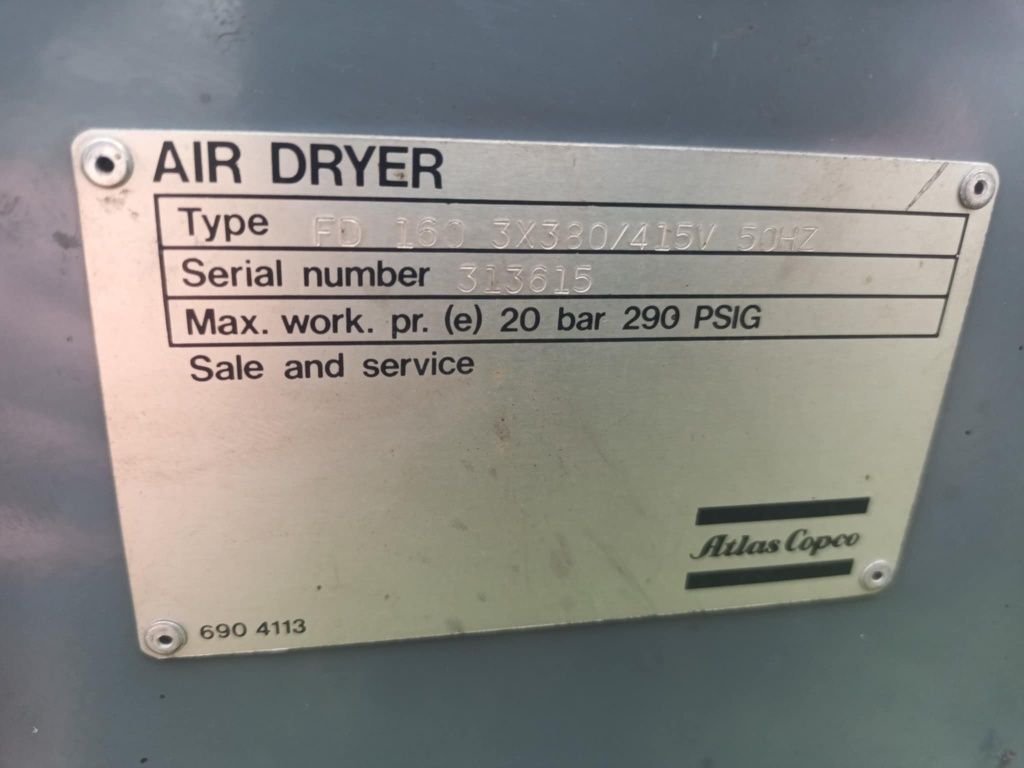 AIR DRYER
Type FD 160 3X380/415V 50HZ
Serial number 313615
Max. work. pr. (e) 20 bar 290 PSIG
Sale and service
Atlas Copco
690 4113